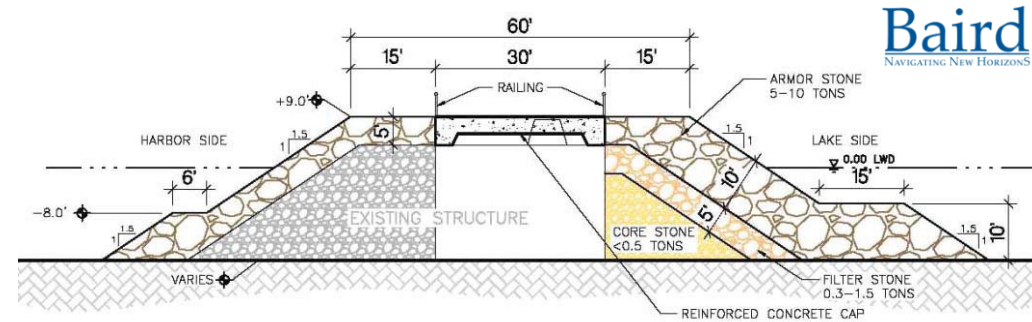 Baird
NAVIGATING NEW HORIZONS
60'
15'
30'
15'
RAILING
ARMOR STONE
5-10 TONS
+9.0'
5'
HARBOR SIDE
1.5
1
1.5
1
LAKE SIDE
0.00 LWD
6'
10'
15'
-8.0'
EXISTING STRUCTURE
5'
10'
1.5
1
CORE STONE
<0.5 TONS
1.5
1
VARIES
FILTER STONE
0.3-1.5 TONS
REINFORCED CONCRETE CAP